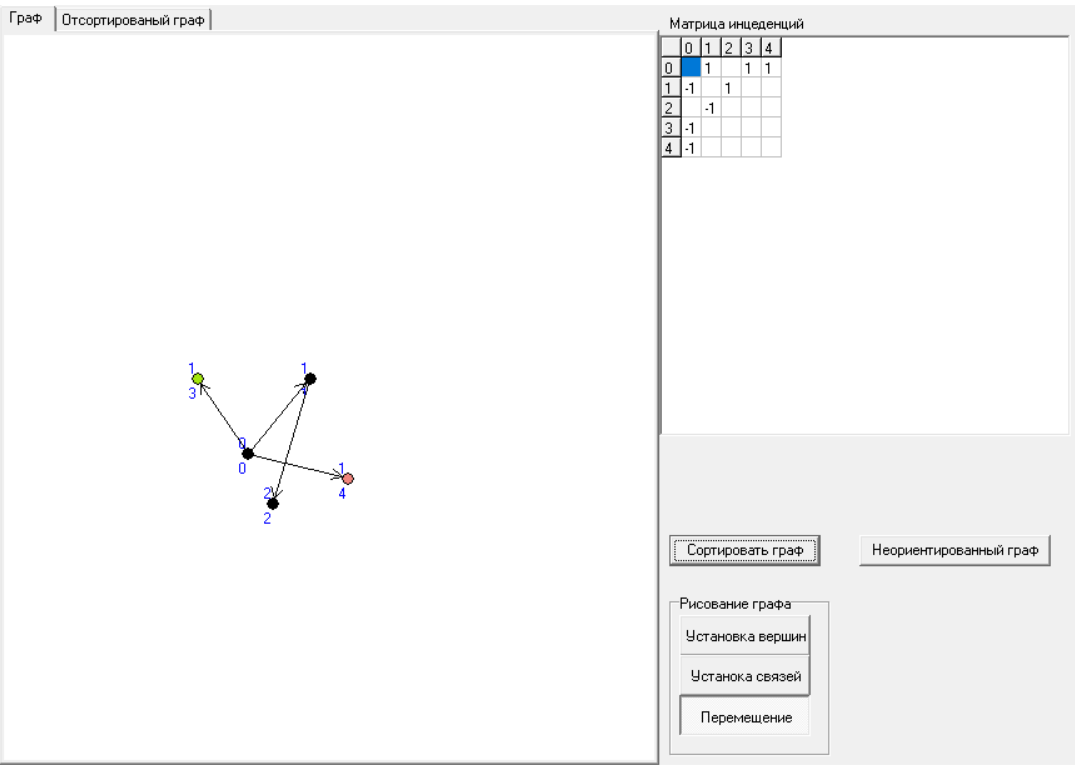 Граф Отсортированый граф
Матрица инцеденций
0 1 2 3 4
0 1 1 1
1 -1 1
2 -1
3 -1
4 -1
1 1
3 1
0
0 1
2 4
2
Сортировать граф Неориентированный граф
Рисование графа
Установка вершин
Устанока связей
Перемещение